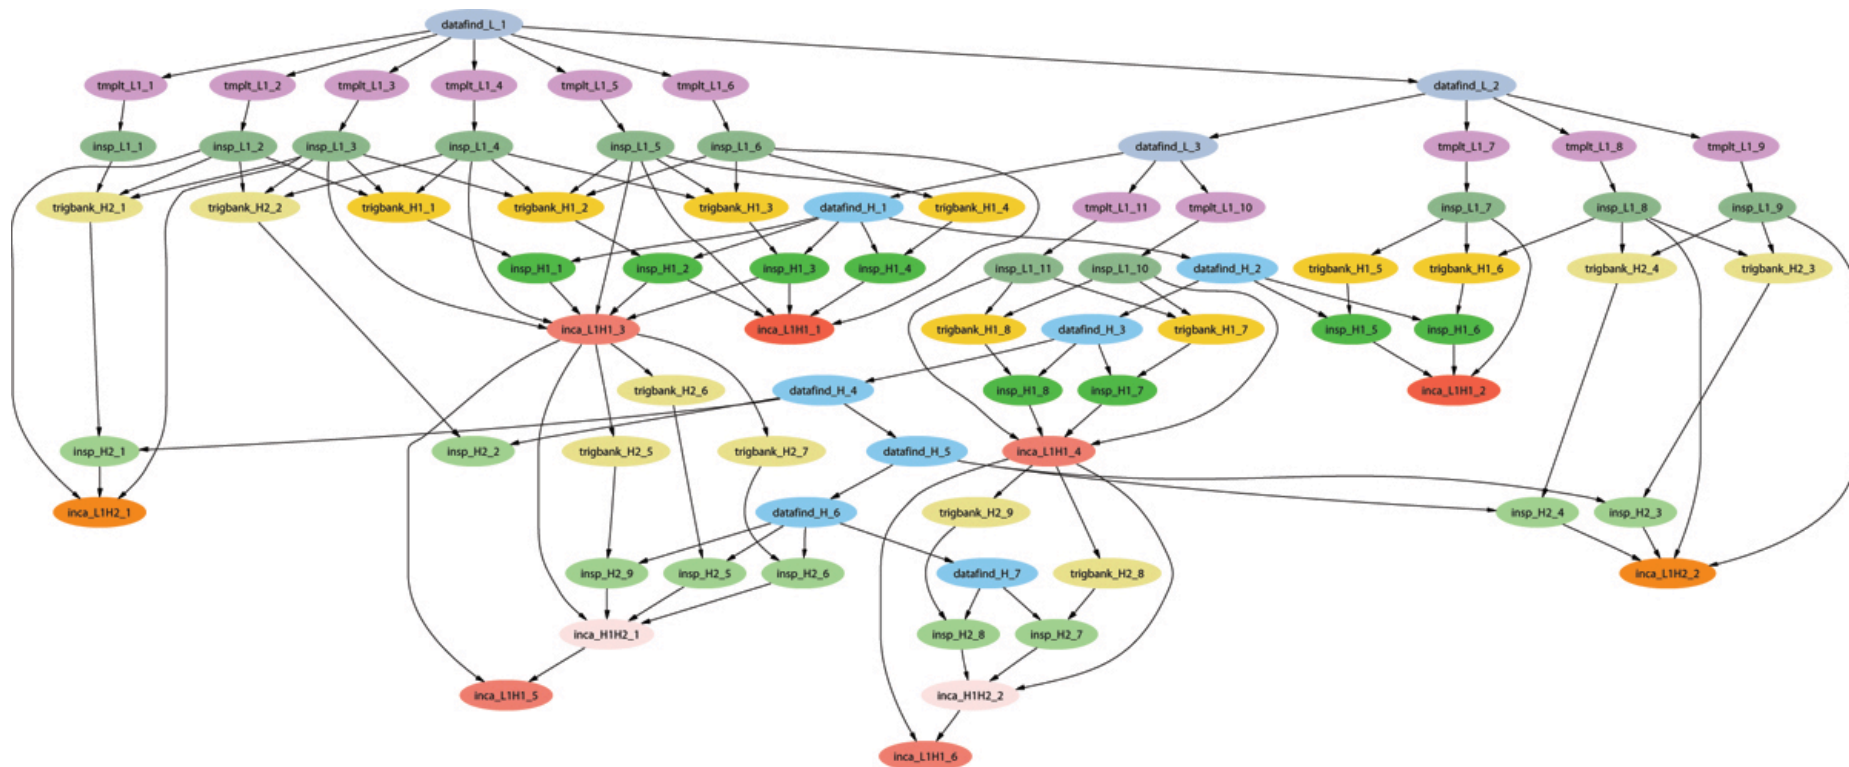 datafind_L_1
tmplt_L1_1 tmplt_L1_2 tmplt_L1_3 tmplt_L1_4 tmplt_L1_5 tmplt_L1_6 datafind_L_2
insp_L1_1 insp_L1_2 insp_L1_3 insp_L1_4 insp_L1_5 insp_L1_6 datafind_L_3 tmplt_L1_7 tmplt_L1_8 tmplt_L1_9
trigbank_H2_1 trigbank_H2_2 trigbank_H1_1 trigbank_H1_2 trigbank_H1_3 datafind_H_1 trigbank_H1_4 tmplt_L1_11 tmplt_L1_10 insp_L1_7 insp_L1_8 insp_L1_9
insp_H1_1 insp_H1_2 insp_H1_3 insp_H1_4 insp_L1_11 insp_L1_10 datafind_H_2 trigbank_H1_5 trigbank_H1_6 trigbank_H2_4 trigbank_H2_3
inca_L1H1_3 inca_L1H1_1 trigbank_H1_8 datafind_H_3 trigbank_H1_7 insp_H1_5 insp_H1_6
trigbank_H2_6 datafind_H_4 insp_H1_8 insp_H1_7 inca_L1H1_2
insp_H2_1 insp_H2_2 trigbank_H2_5 trigbank_H2_7 datafind_H_5 inca_L1H1_4
inca_L1H2_1 datafind_H_6 trigbank_H2_9 insp_H2_4 insp_H2_3
insp_H2_9 insp_H2_5 insp_H2_6 datafind_H_7 trigbank_H2_8 inca_L1H2_2
inca_H1H2_1 insp_H2_8 insp_H2_7
inca_L1H1_5 inca_H1H2_2
inca_L1H1_6